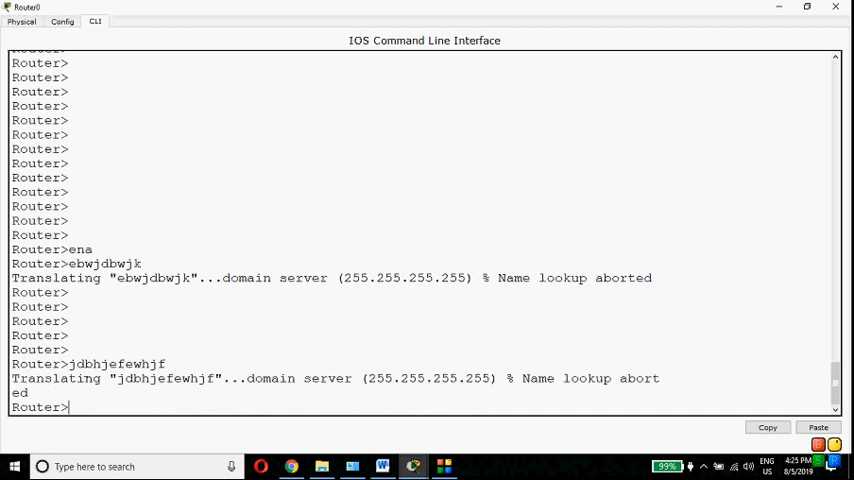 Router0
Physical Config CLI
IOS Command Line Interface
Router>
Router>
Router>
Router>
Router>
Router>
Router>
Router>
Router>
Router>
Router>
Router>
Router>
Router>
Router>ena
Router>ebwjdbwjk
Translating "ebwjdbwjk"...domain server (255.255.255.255) % Name lookup aborted
Router>
Router>
Router>
Router>
Router>
Router>jdbhjefewhjf
Translating "jdbhjefewhjf"...domain server (255.255.255.255) % Name lookup abort
ed
Router>
Copy Paste
Type here to search
99%
ENG
US
4:25 PM
8/5/2019